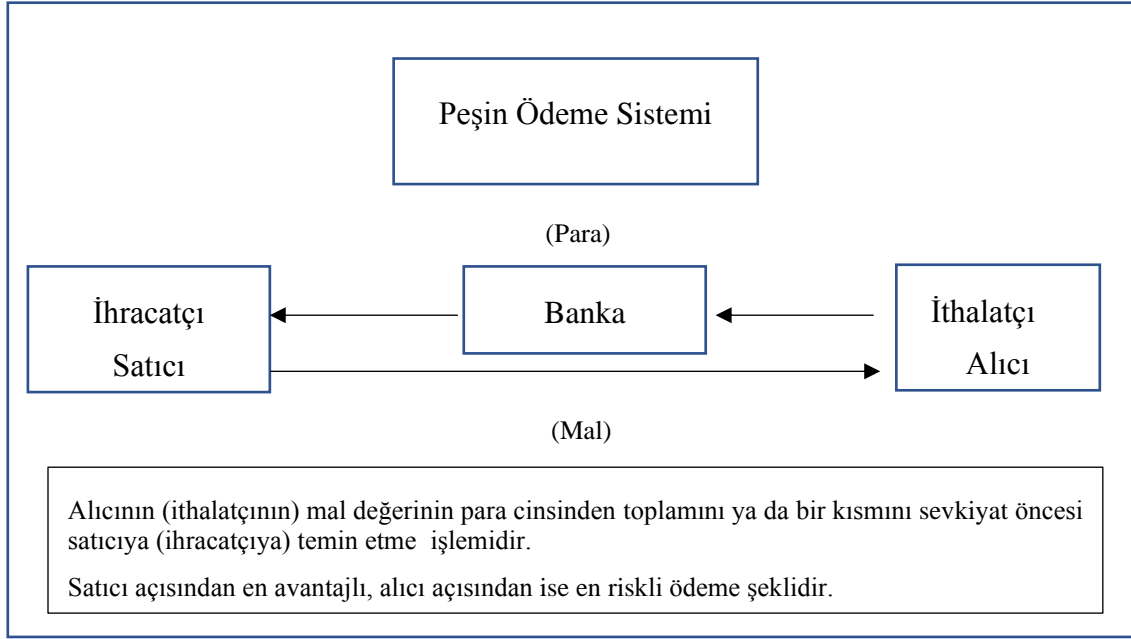 Peşin Ödeme Sistemi
(Para)
İhracatçı
Satıcı
Banka
İthalatçı
Alıcı
(Mal)
Alıcının (ithalatçının) mal değerinin para cinsinden toplamını ya da bir kısmını sevkiyat öncesi
satıcıya (ihracatçıya) temin etme işlemidir.
Satıcı açısından en avantajlı, alıcı açısından ise en riskli ödeme şeklidir.